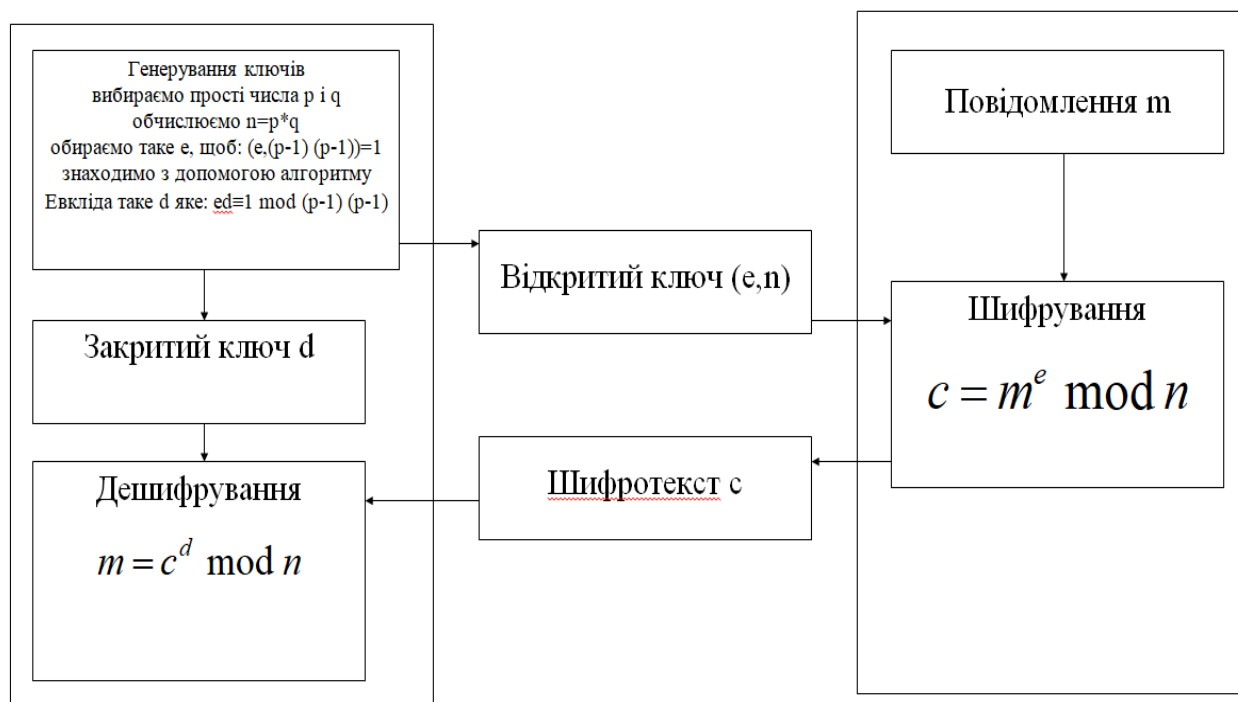 Генерування ключів
вибираємо прості числа p і q
обчислюємо n=p*q
обираємо таке e, щоб: (e,(p-1) (p-1))=1
знаходимо з допомогою алгоритму
Евкліда таке d яке: ed≡1 mod (p-1) (p-1)
Закритий ключ d
Дешифрування
m = c^d mod n
Відкритий ключ (e,n)
Шифротекст c
Повідомлення m
Шифрування
c = m^e mod n